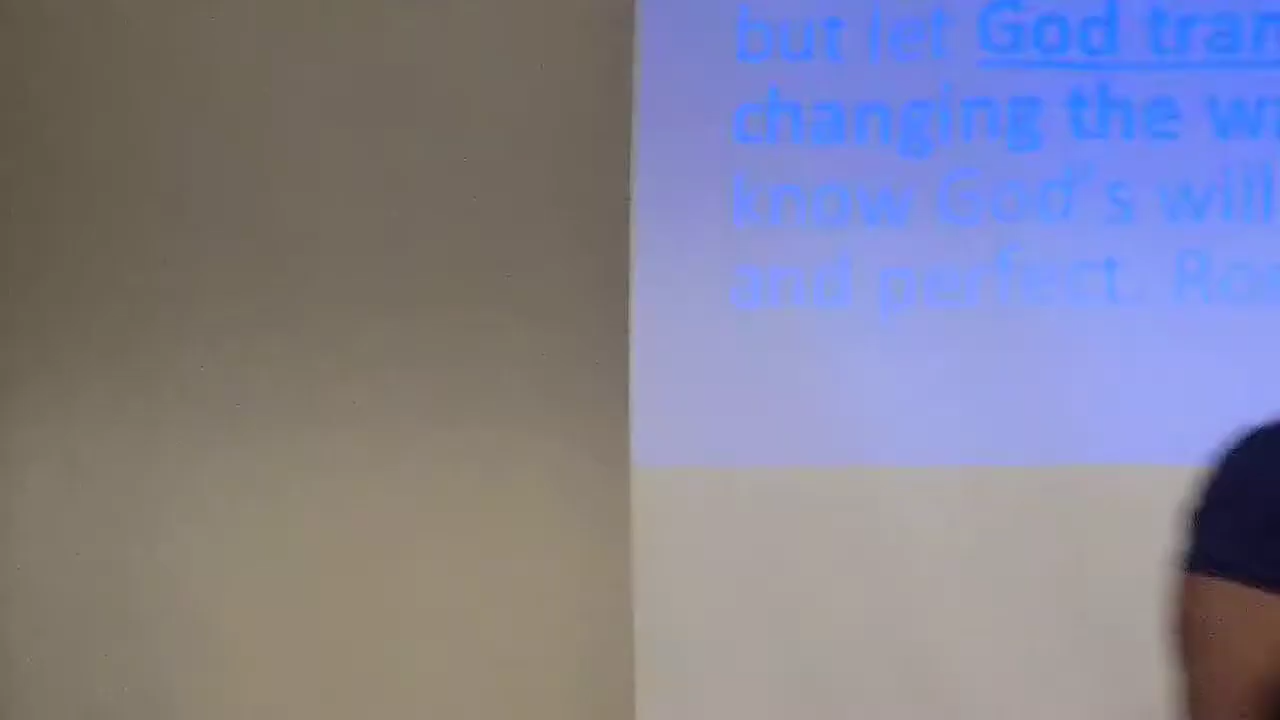 but let God tran
changing the wa
know God's will
and perfect. Ro